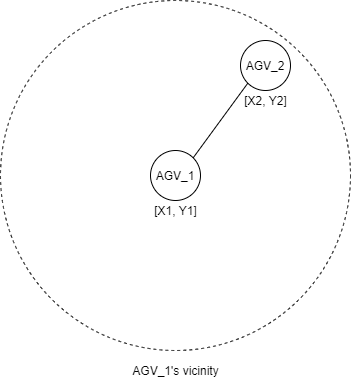 AGV_2
[X2, Y2]
AGV_1
[X1, Y1]
AGV_1's vicinity